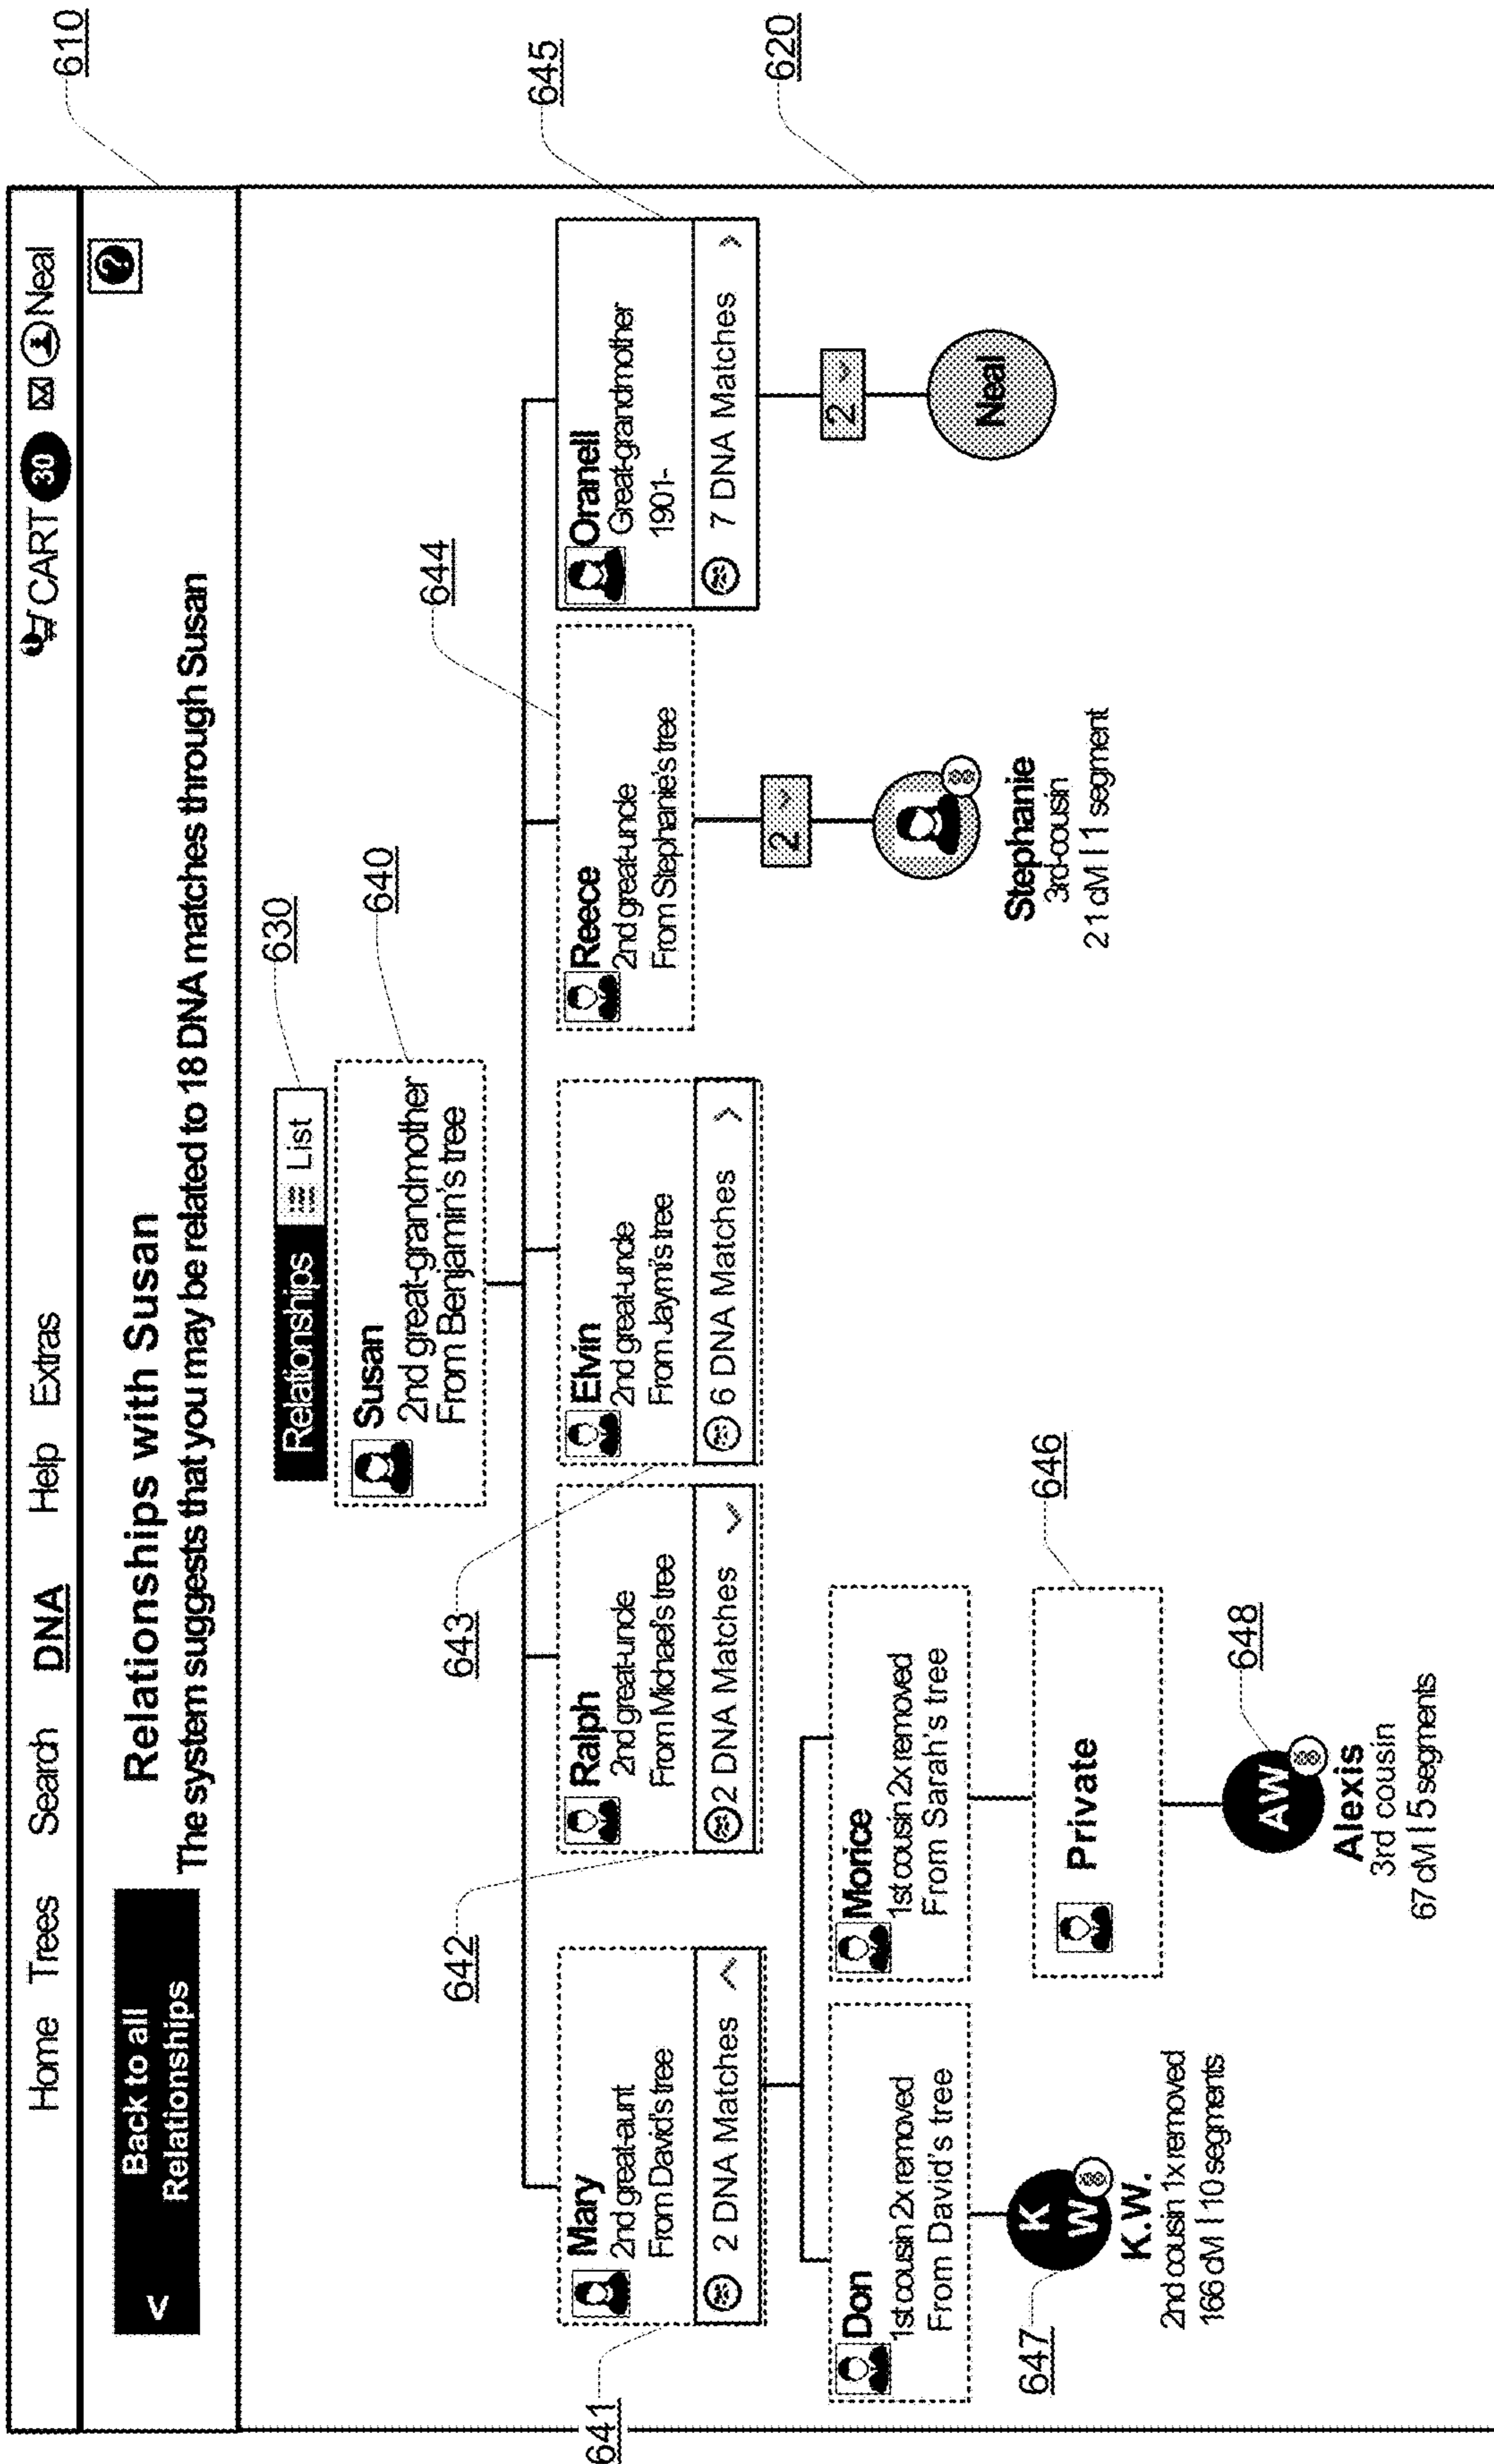 Home Trees Search DNA Help Extras CART 30 Neal
610
< Back to all
Relationships
Relationships with Susan
?
The system suggests that you may be related to 18 DNA matches through Susan
Relationships List
630
Susan
2nd great-grandmother
From Benjamin's tree
640
641
Mary
2nd great-aunt
From David's tree
2 DNA Matches
642
Ralph
2nd great-uncle
From Michael's tree
2 DNA Matches
643
Elvin
2nd great-uncle
From Jaymi's tree
6 DNA Matches
644
Reece
2nd great-uncle
From Stephanie's tree
645
Oranell
Great-grandmother
1901-
7 DNA Matches
620
Don
1st cousin 2x removed
From David's tree
Morice
1st cousin 2x removed
From Sarah's tree
2
2
Neal
Stephanie
3rd-cousin
21 cM | 1 segment
646
Private
647
K
W
K.W.
2nd cousin 1x removed
166 cM | 10 segments
648
AW
Alexis
3rd cousin
67 cM | 5 segments